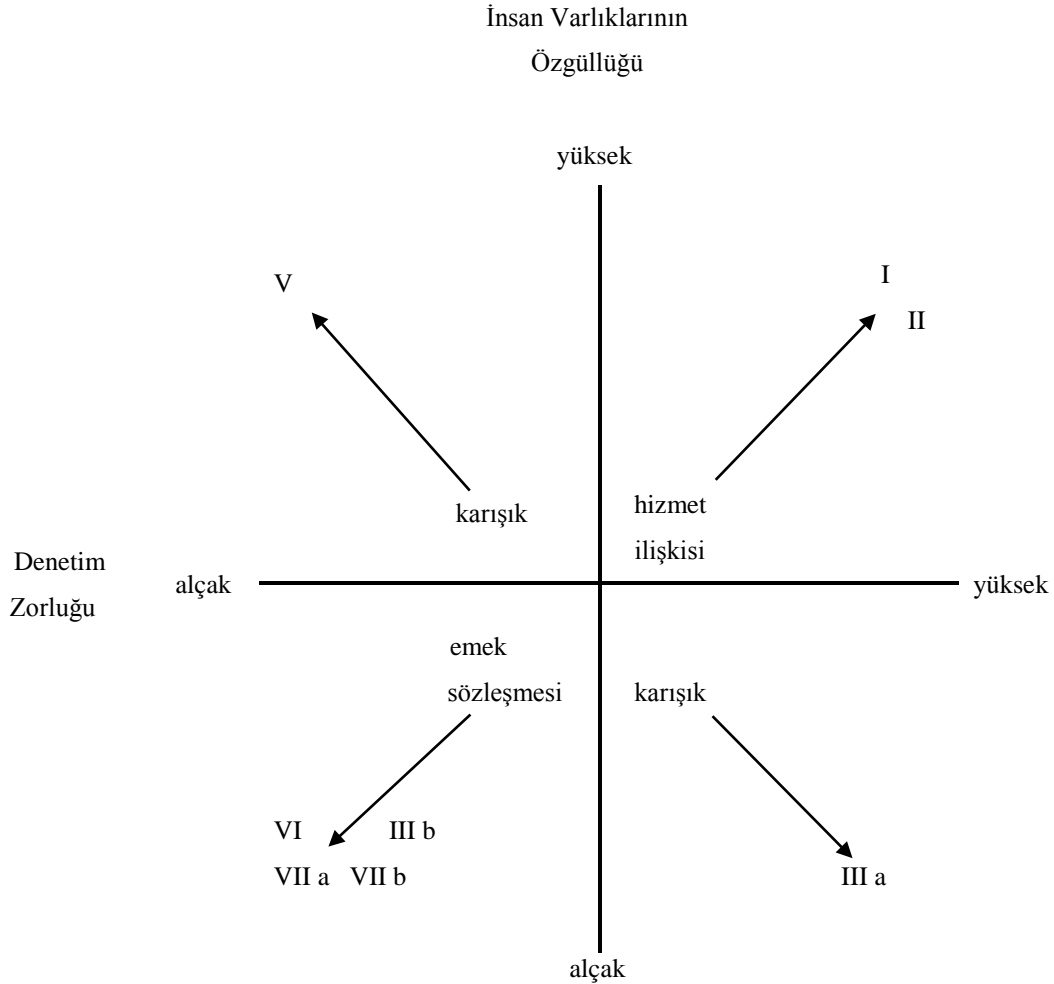 İnsan Varlıklarının
Özgüllüğü
yüksek
V
I
II
karışık
hizmet
ilişkisi
Denetim
Zorluğu
alçak
yüksek
emek
sözleşmesi
karışık
VI III b
VII a VII b
III a
alçak